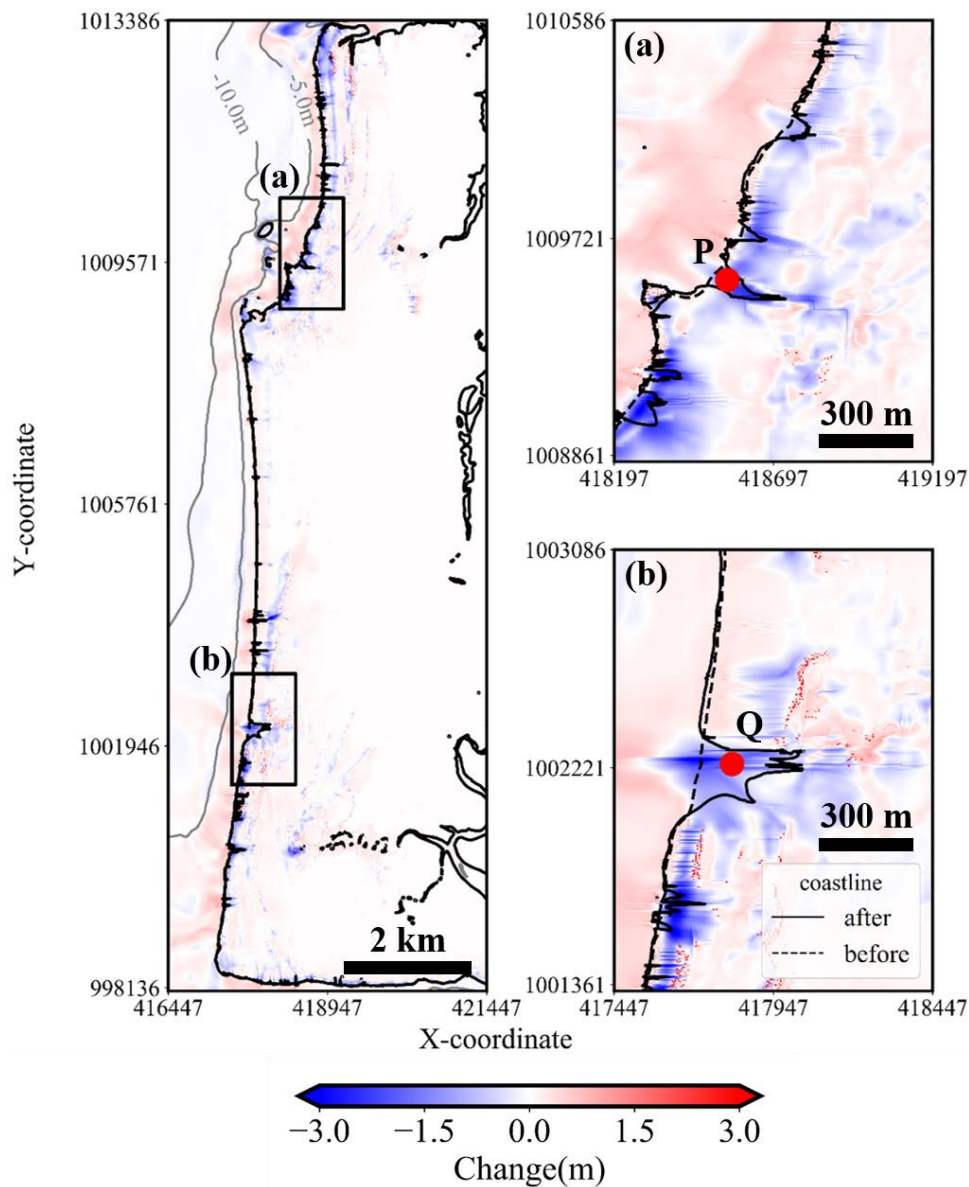 1013386
1009571
1005761
1001946
998136
416447
418947
421447
Y-coordinate
X-coordinate
-10.0m
-5.0m
(a)
(b)
2 km
(a)
P
300 m
1010586
1009721
1008861
418197
418697
419197
(b)
Q
300 m
coastline
after
before
1003086
1002221
1001361
417447
417947
418447
−3.0
−1.5
0.0
1.5
3.0
Change(m)